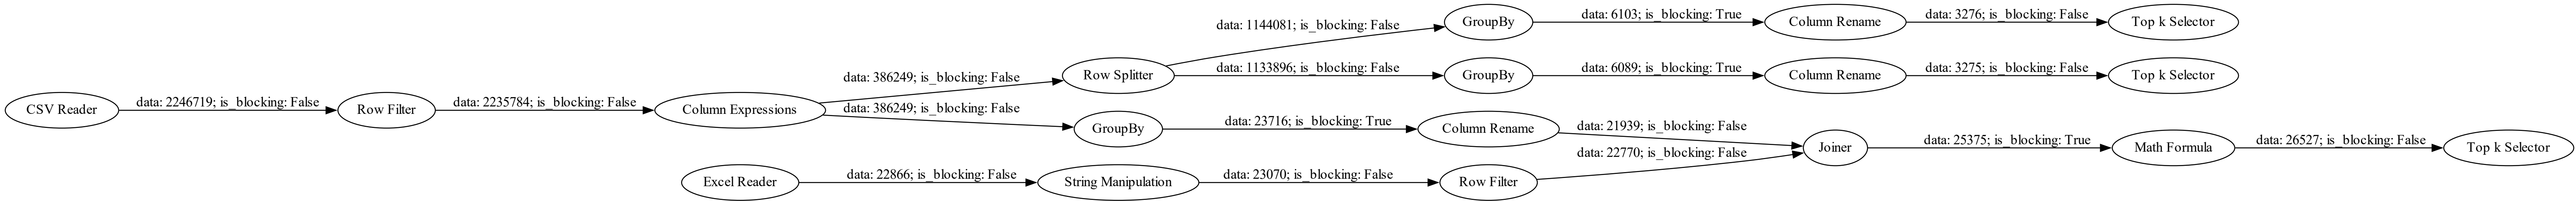 data: 1144081; is_blocking: False
GroupBy
data: 6103; is_blocking: True
Column Rename
data: 3276; is_blocking: False
Top k Selector
data: 386249; is_blocking: False
Row Splitter
data: 1133896; is_blocking: False
GroupBy
data: 6089; is_blocking: True
Column Rename
data: 3275; is_blocking: False
Top k Selector
CSV Reader
data: 2246719; is_blocking: False
Row Filter
data: 2235784; is_blocking: False
Column Expressions
data: 386249; is_blocking: False
GroupBy
data: 23716; is_blocking: True
Column Rename
data: 21939; is_blocking: False
Joiner
data: 25375; is_blocking: True
Math Formula
data: 26527; is_blocking: False
Top k Selector
Excel Reader
data: 22866; is_blocking: False
String Manipulation
data: 23070; is_blocking: False
Row Filter
data: 22770; is_blocking: False